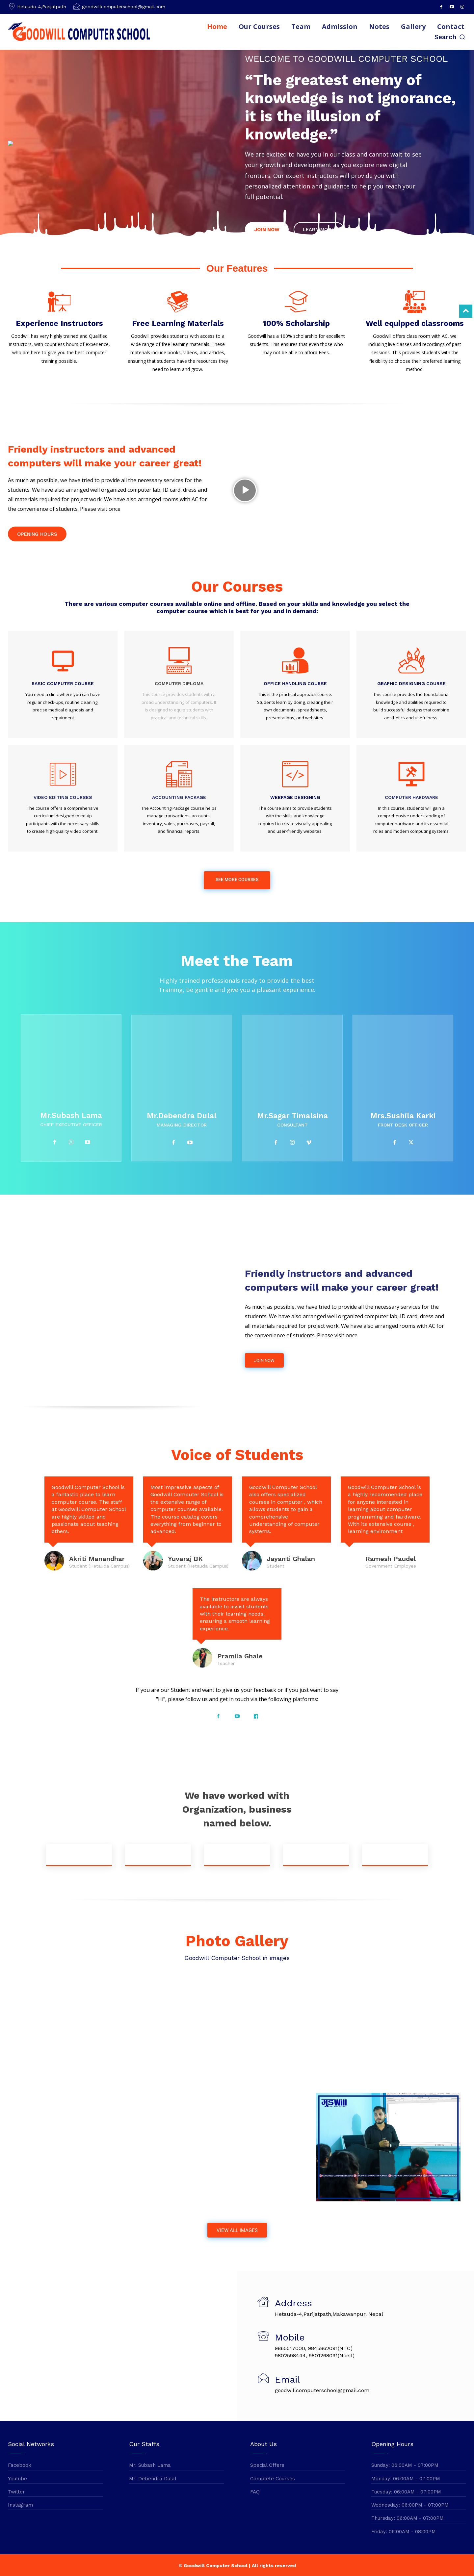 Hetauda-4,Parijatpath goodwillcomputerschool@gmail.com
GOODWILL COMPUTER SCHOOL
Home Our Courses Team Admission Notes Gallery Contact
Search
WELCOME TO GOODWILL COMPUTER SCHOOL
“The greatest enemy of
knowledge is not ignorance,
it is the illusion of
knowledge.”
We are excited to have you in our class and cannot wait to see
your growth and development as you explore new digital
frontiers. Our expert instructors will provide you with
personalized attention and guidance to help you reach your
full potential.
JOIN NOW
Our Features
Experience Instructors
Goodwill has very highly trained and Qualified
instructors, with countless hours of experience,
who are here to give you the best computer
training possible.
Free Learning Materials
Goodwill provides students with access to a
wide range of free learning materials. These
materials include books, videos, and articles,
ensuring that students have the resources they
need to learn and grow.
100% Scholarship
Goodwill has a 100% scholarship for excellent
students. This ensures that even those who
may not be able to afford fees.
Well equipped classrooms
Goodwill offers class room with AC, we
including live classes and recordings of past
sessions. This provides students with the
flexibility to choose their preferred learning
method.
Friendly instructors and advanced
computers will make your career great!
As much as possible, we have tried to provide all the necessary services for the
students. We have also arranged well organized computer lab, ID card, dress and
all materials required for project work. We have also arranged rooms with AC for
the convenience of students. Please visit once
OPENING HOURS
Our Courses
There are various computer courses available online and offline. Based on your skills and knowledge you select the
computer course which is best for you and in demand:
BASIC COMPUTER COURSE
You need a clinic where you can have
regular check-ups, routine cleaning,
precise medical diagnosis and
repairment
COMPUTER DIPLOMA
This course provides students with a
broad understanding of computers. It
is designed to equip students with
practical and technical skills.
OFFICE HANDLING COURSE
This is the practical approach course.
Students learn by doing, creating their
own documents, spreadsheets,
presentations, and websites.
GRAPHIC DESIGNING COURSE
This course provides the foundational
knowledge and abilities required to
build successful designs that combine
aesthetics and usefulness.
VIDEO EDITING COURSES
The course offers a comprehensive
curriculum designed to equip
participants with the necessary skills
to create high-quality video content.
ACCOUNTING PACKAGE
The Accounting Package course helps
manage transactions, accounts,
inventory, sales, purchases, payroll,
and financial reports.
WEBPAGE DESIGNING
The course aims to provide students
with the skills and knowledge
required to create visually appealing
and user-friendly websites.
COMPUTER HARDWARE
In this course, students will gain a
comprehensive understanding of
computer hardware and its essential
roles and modern computing systems.
SEE MORE COURSES
Meet the Team
Highly trained professionals ready to provide the best
Training, be gentle and give you a pleasant experience.
Mr.Subash Lama
CHIEF EXECUTIVE OFFICER
Mr.Debendra Dulal
MANAGING DIRECTOR
Mr.Sagar Timalsina
CONSULTANT
Mrs.Sushila Karki
FRONT DESK OFFICER
Friendly instructors and advanced
computers will make your career great!
As much as possible, we have tried to provide all the necessary services for the
students. We have also arranged well organized computer lab, ID card, dress and
all materials required for project work. We have also arranged rooms with AC for
the convenience of students. Please visit once
JOIN NOW
Voice of Students
Goodwill Computer School is
a fantastic place to learn
computer course. The staff
at Goodwill Computer School
are highly skilled and
passionate about teaching
others.
Akriti Manandhar
Student (Hetauda Campus)
Most impressive aspects of
Goodwill Computer School is
the extensive range of
computer courses available.
The course catalog covers
everything from beginner to
advanced.
Yuvaraj BK
Student (Hetauda Campus)
Goodwill Computer School
also offers specialized
courses in computer , which
allows students to gain a
comprehensive
understanding of computer
systems.
Jayanti Ghalan
Student
Goodwill Computer School is
a highly recommended place
for anyone interested in
learning about computer
programming and hardware.
With its extensive course ,
learning environment
Ramesh Paudel
Government Employee
The instructors are always
available to assist students
with their learning needs,
ensuring a smooth learning
experience.
Pramila Ghale
Teacher
If you are our Student and want to give us your feedback or if you just want to say
“Hi”, please follow us and get in touch via the following platforms:
We have worked with
Organization, business
named below.
Photo Gallery
Goodwill Computer School in images
VIEW ALL IMAGES
Address
Hetauda-4,Parijatpath,Makawanpur, Nepal
Mobile
9865517000, 9845862091(NTC)
9802598444, 9801268091(Ncell)
Email
goodwillcomputerschool@gmail.com
Social Networks
Facebook
Youtube
Twitter
Instagram
Our Staffs
Mr. Subash Lama
Mr. Debendra Dulal
About Us
Special Offers
Complete Courses
FAQ
Opening Hours
Sunday: 06:00AM - 07:00PM
Monday: 06:00AM - 07:00PM
Tuesday: 06:00AM - 07:00PM
Wednesday: 06:00PM - 07:00PM
Thursday: 06:00AM - 07:00PM
Friday: 06:00AM - 06:00PM
© Goodwill Computer School | All rights reserved